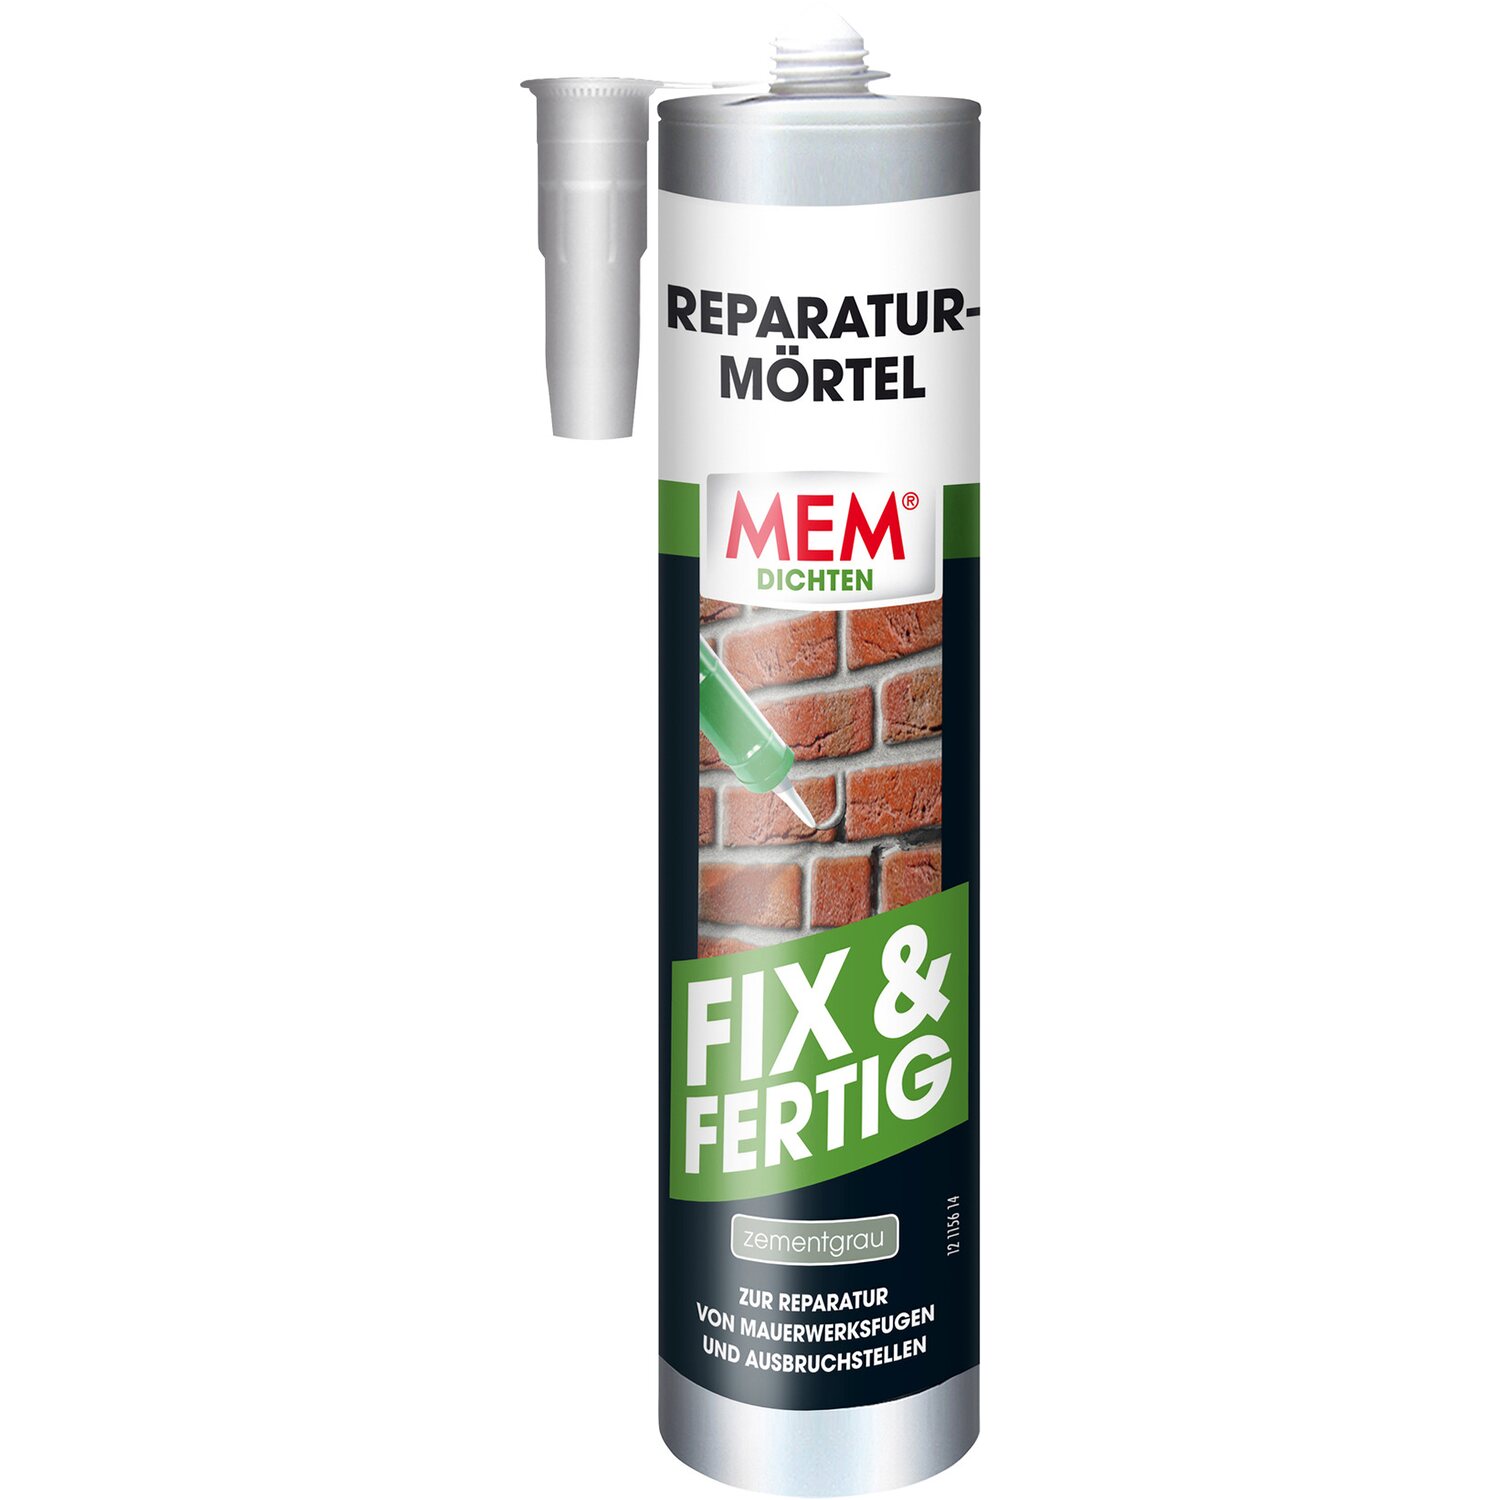 REPARATUR-
MÖRTEL
MEM®
DICHTEN
FIX &
FERTIG
zementgrau
12 1156 14
ZUR REPARATUR
VON MAUERWERKSFUGEN
UND AUSBRUCHSTELLEN